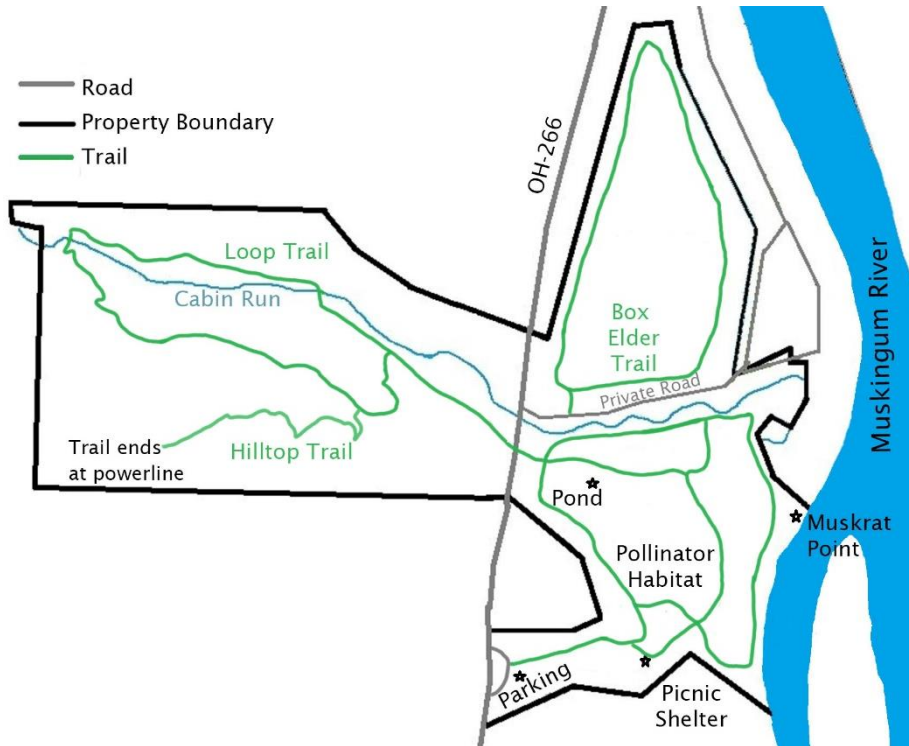 Road
Property Boundary
Trail
OH-266
Loop Trail
Cabin Run
Box
Elder
Trail
Private Road
Muskingum River
Trail ends
at powerline
Hilltop Trail
Pond
Muskrat
Point
Pollinator
Habitat
Parking
Picnic
Shelter